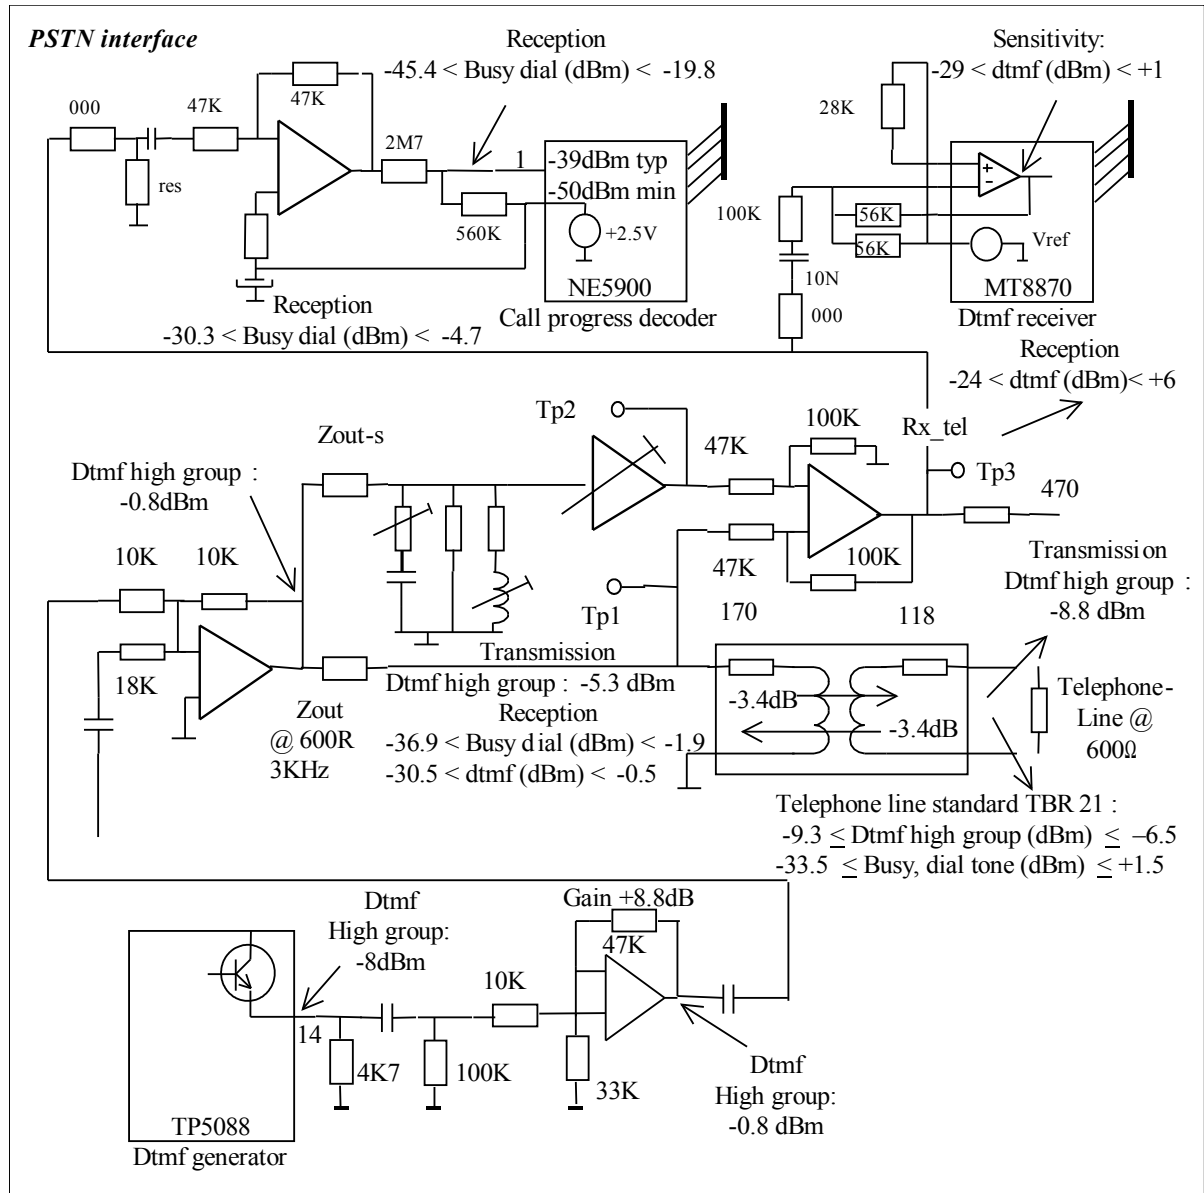 PSTN interface
Reception
-45.4 < Busy dial (dBm) < -19.8
Sensitivity:
-29 < dtmf (dBm) < +1
000
47K
47K
28K
2M7
1
-39dBm typ
-50dBm min
res
560K
+2.5V
100K
56K
56K
Vref
10N
NE5900
MT8870
Call progress decoder
000
Dtmf receiver
Reception
-30.3 < Busy dial (dBm) < -4.7
Reception
-24 < dtmf (dBm)< +6
Tp2
100K
Rx_tel
Zout-s
47K
Dtmf high group :
-0.8dBm
Tp3
470
10K
10K
100K
47K
Transmission
Dtmf high group :
-8.8 dBm
Tp1
170
118
18K
Transmission
Dtmf high group : -5.3 dBm
Zout
@ 600R
3KHz
Reception
-36.9 < Busy dial (dBm) < -1.9
-30.5 < dtmf (dBm) < -0.5
-3.4dB
-3.4dB
Telephone-
Line @
600Ω
Telephone line standard TBR 21 :
-9.3 < Dtmf high group (dBm) < –6.5
-33.5 < Busy, dial tone (dBm) < +1.5
Dtmf
High group:
-8dBm
Gain +8.8dB
47K
10K
14
4K7
100K
33K
Dtmf
High group:
-0.8 dBm
TP5088
Dtmf generator